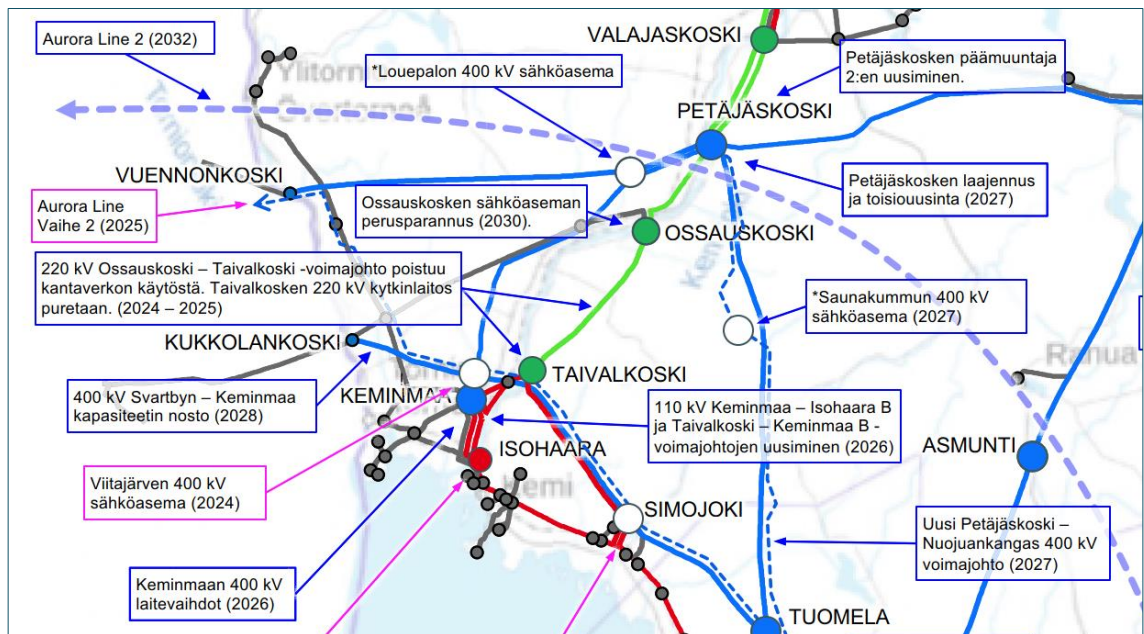 Aurora Line 2 (2032)
Ylitornio
Övertorneå
*Louepalon 400 kV sähköasema
VALAJASKOSKI
Petäjäskosken päämuuntaja
2:en uusiminen.
PETÄJÄSKOSKI
VUENNONKOSKI
Aurora Line
Vaihe 2 (2025)
Ossauskosken sähköaseman
perusparannus (2030).
Petäjäskosken laajennus
ja toisiouusinta (2027)
OSSAUSKOSKI
220 kV Ossauskoski – Taivalkoski -voimajohto poistuu
kantaverkon käytöstä. Taivalkosken 220 kV kytkinlaitos
puretaan. (2024 – 2025)
*Saunakummun 400 kV
sähköasema (2027)
KUKKOLANKOSKI
Ranua
TAIVALKOSKI
400 kV Svartbyn – Keminmaa
kapasiteetin nosto (2028)
KEMINMAA
110 kV Keminmaa – Isohaara B
ja Taivalkoski – Keminmaa B -
voimajohtojen uusiminen (2026)
ISOHAARA
ASMUNTI
Kemi
Viitajärven 400 kV
sähköasema (2024)
SIMOJOKI
Uusi Petäjäskoski –
Nuojuankangas 400 kV
voimajohto (2027)
Keminmaan 400 kV
laitevaihdot (2026)
TUOMELA